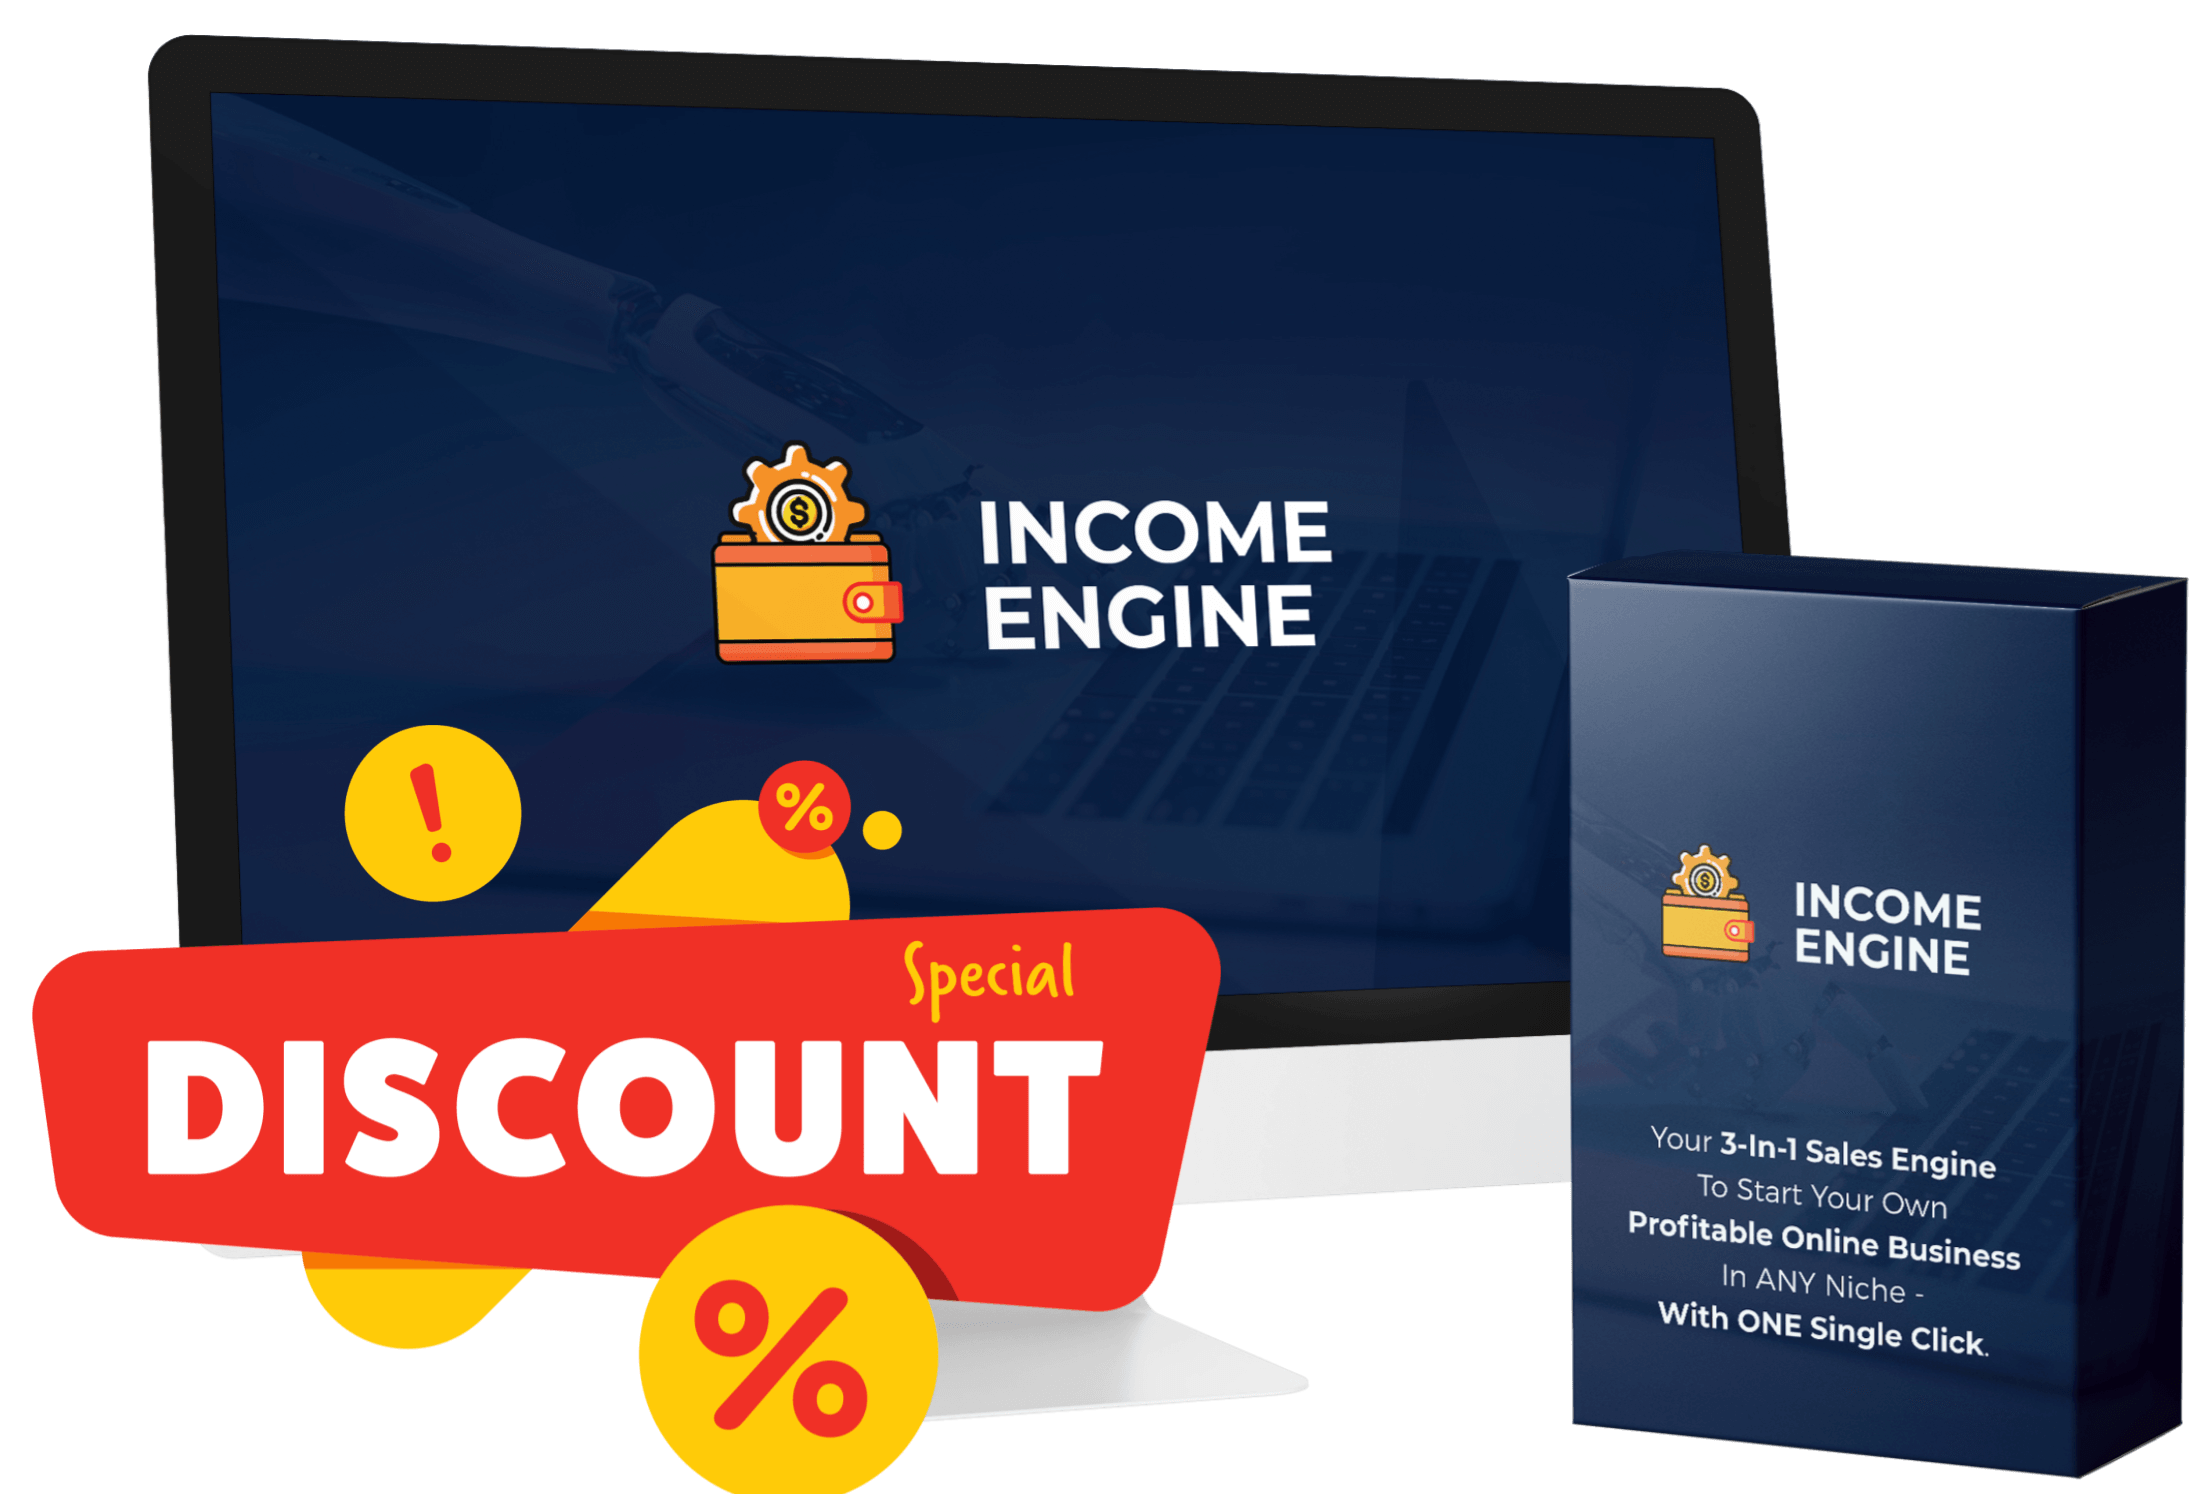 INCOME
ENGINE
!
%
Special
DISCOUNT
%
INCOME
ENGINE
Your 3-In-1 Sales Engine
To Start Your Own
Profitable Online Business
In ANY Niche -
With ONE Single Click.